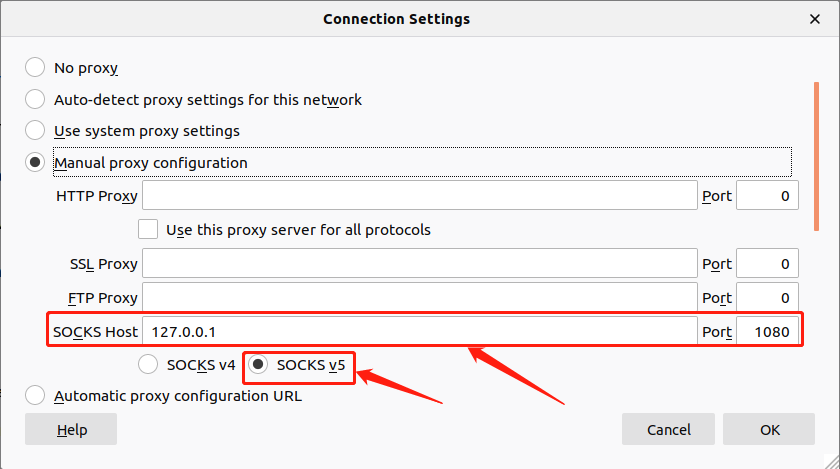 Connection Settings
No proxy
Auto-detect proxy settings for this network
Use system proxy settings
Manual proxy configuration
HTTP Proxy Port 0
Use this proxy server for all protocols
SSL Proxy Port 0
FTP Proxy Port 0
SOCKS Host 127.0.0.1 Port 1080
SOCKS v4 SOCKS v5
Automatic proxy configuration URL
Help Cancel OK